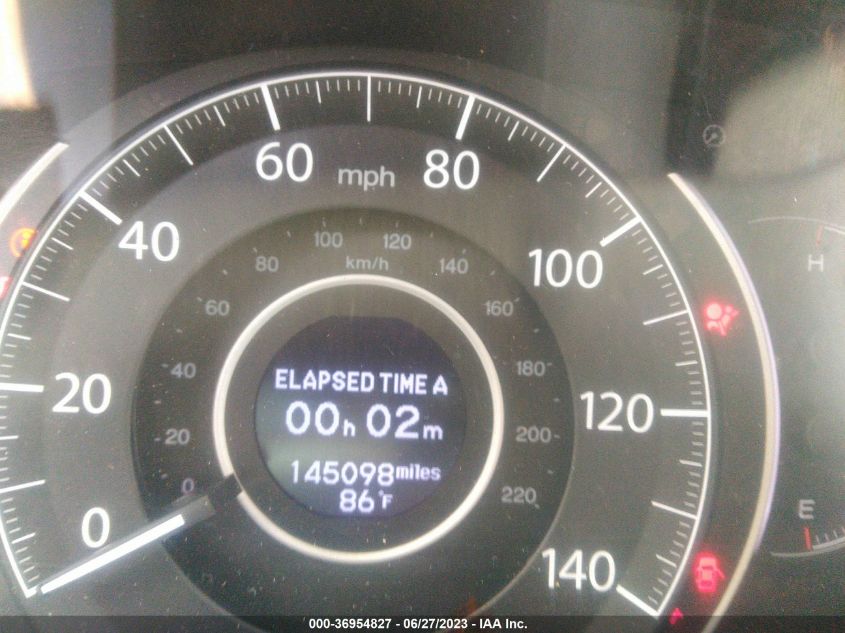 60 mph 80
40 100
20 120
0 140
100 120
80 km/h 140
60 160
40 180
20 200
0 220
ELAPSED TIME A
00h 02m
145098miles
86°F
H
E
000-36954827 - 06/27/2023 - IAA Inc.